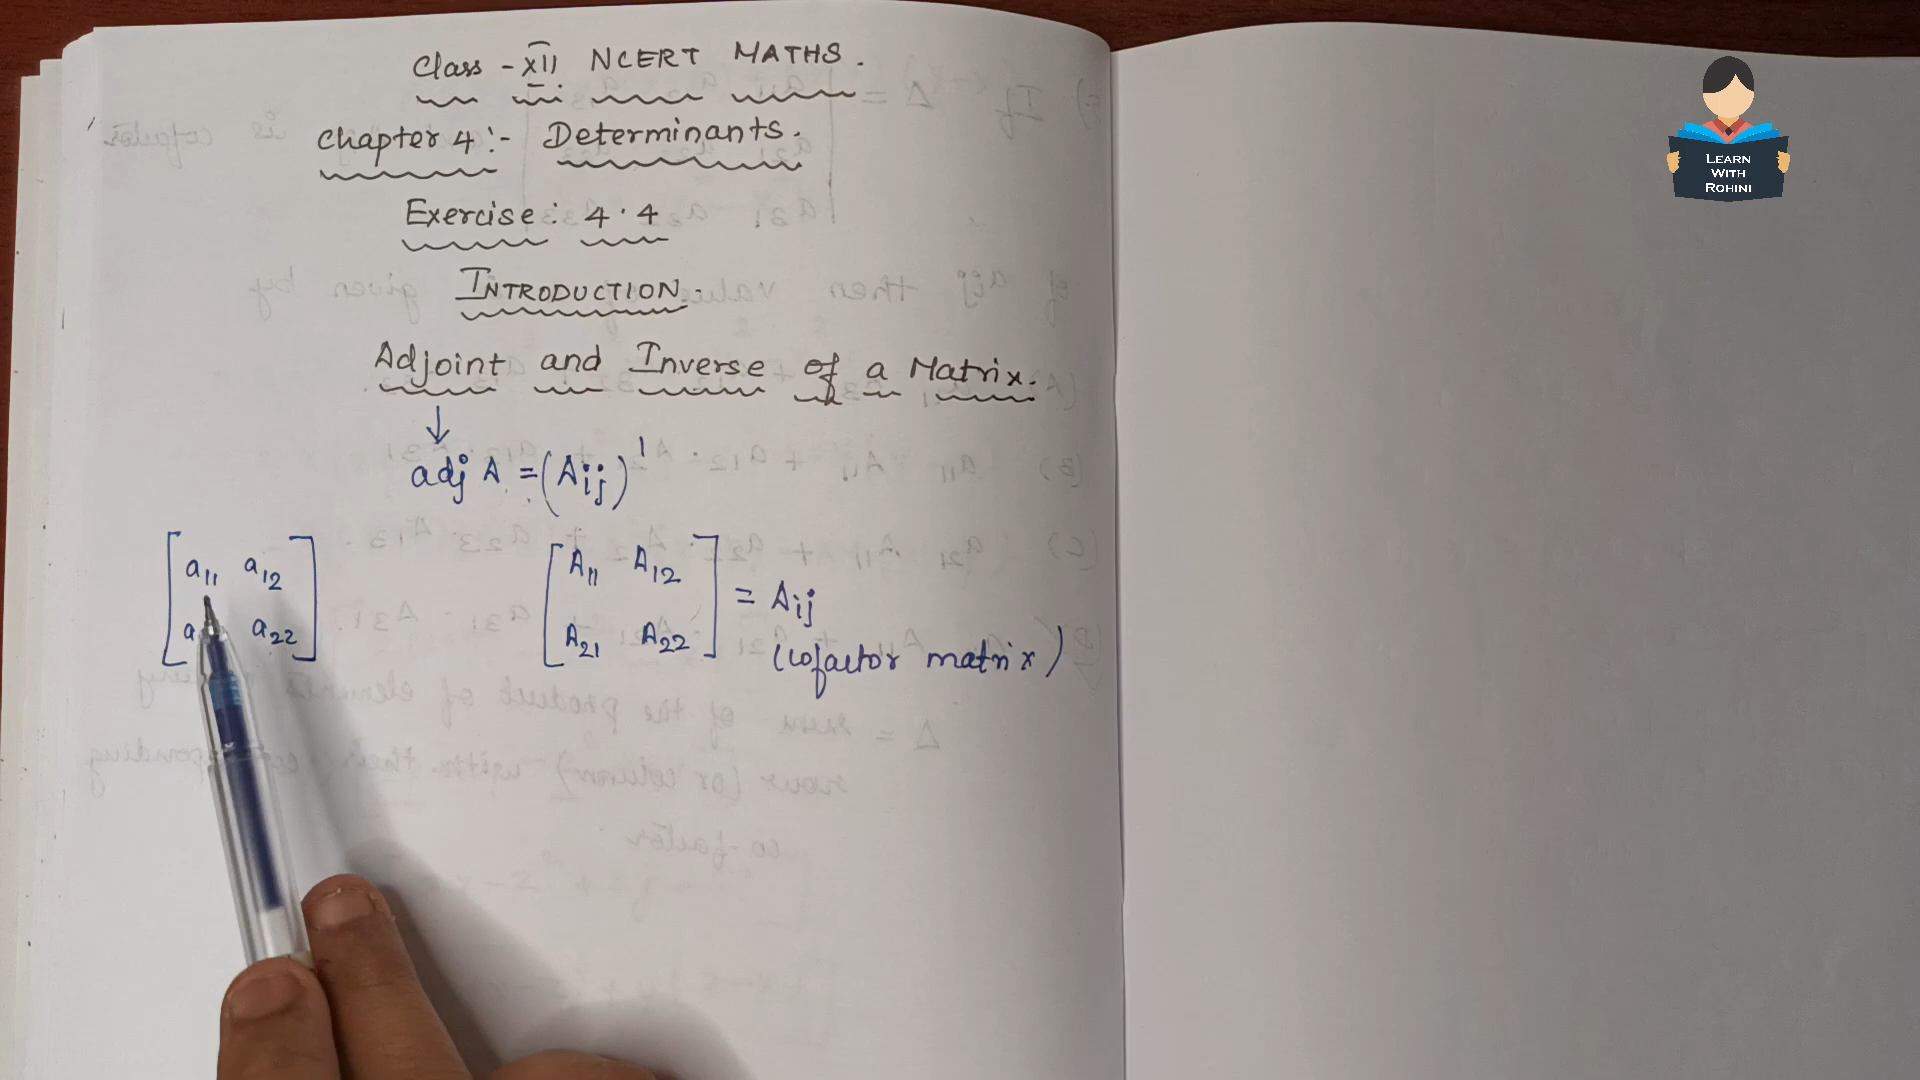 Class - XII NCERT MATHS.
Chapter 4:- Determinants.
Exercise: 4.4
INTRODUCTION.
Adjoint and Inverse of a Matrix.
↓
adj A = (Aij)'
[a11 a12
a a22]
[A11 A12
A21 A22] = Aij
(cofactor matrix)
LEARN
WITH
ROHINI